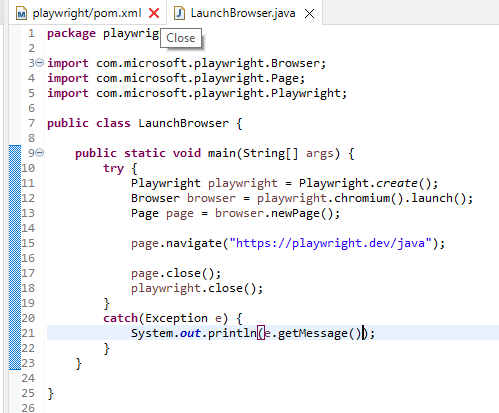 playwright/pom.xml
LaunchBrowser.java
Close
1 package
2
3 import com.microsoft.playwright.Browser;
4 import com.microsoft.playwright.Page;
5 import com.microsoft.playwright.Playwright;
6
7 public class LaunchBrowser {
8
9 public static void main(String[] args) {
10 try {
11 Playwright playwright = Playwright.create();
12 Browser browser = playwright.chromium().launch();
13 Page page = browser.newPage();
14
15 page.navigate("https://playwright.dev/java");
16
17 page.close();
18 playwright.close();
19 }
20 catch(Exception e) {
21 System.out.println(e.getMessage());
22 }
23 }
24
25 }
26